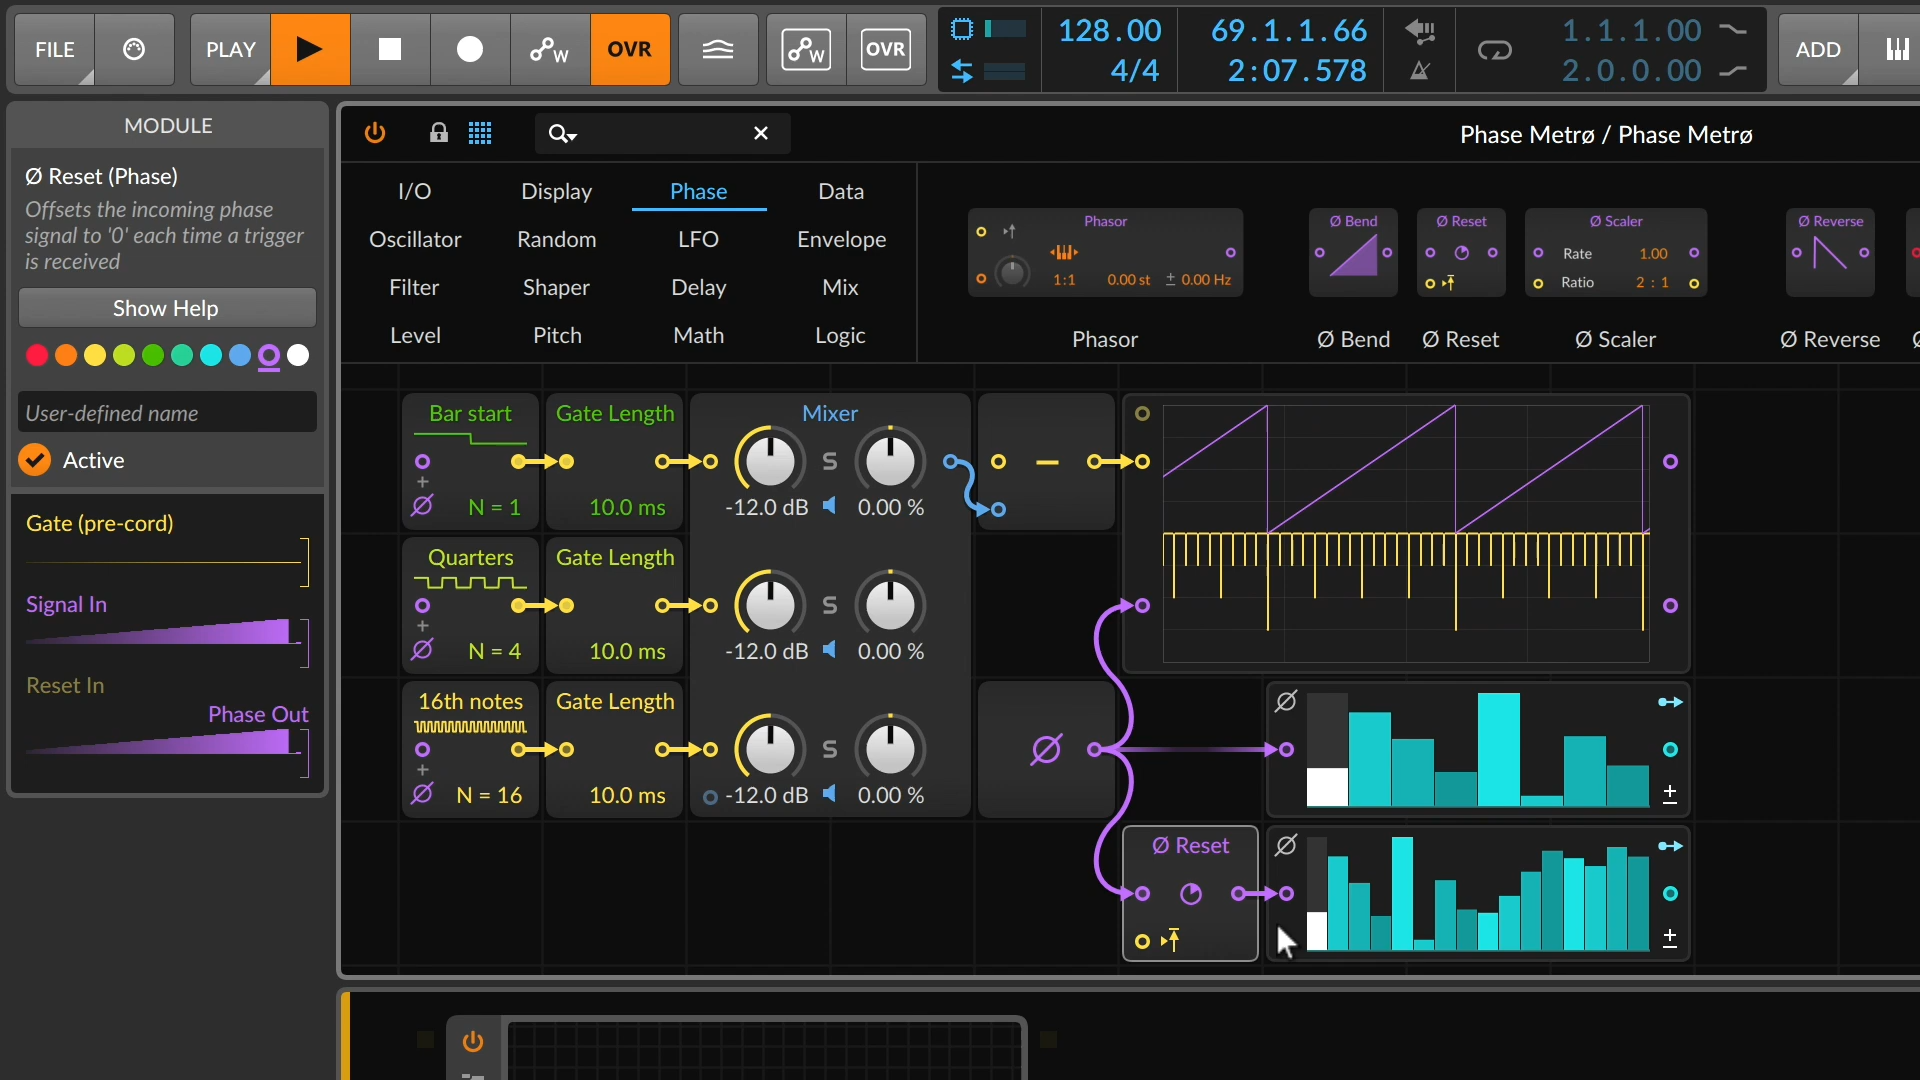 FILE
PLAY
OVR
W
W
OVR
128.00
4/4
69.1.1.66
2:07.578
1.1.1.00
2.0.0.00
ADD
MODULE
Ø Reset (Phase)
Offsets the incoming phase
signal to '0' each time a trigger
is received
Show Help
User-defined name
Active
Gate (pre-cord)
Signal In
Reset In
Phase Out
Phase Metrø / Phase Metrø
I/O
Display
Phase
Data
Oscillator
Random
LFO
Envelope
Filter
Shaper
Delay
Mix
Level
Pitch
Math
Logic
Phasor
1:1
0.00 st
± 0.00 Hz
Phasor
Ø Bend
Ø Bend
Ø Reset
Ø Reset
Ø Scaler
Rate 1.00
Ratio 2 : 1
Ø Scaler
Ø Reverse
Ø Reverse
Bar start
N = 1
Gate Length
10.0 ms
Mixer
S
-12.0 dB
0.00 %
Quarters
N = 4
Gate Length
10.0 ms
S
-12.0 dB
0.00 %
16th notes
N = 16
Gate Length
10.0 ms
S
-12.0 dB
0.00 %
Ø
Ø Reset